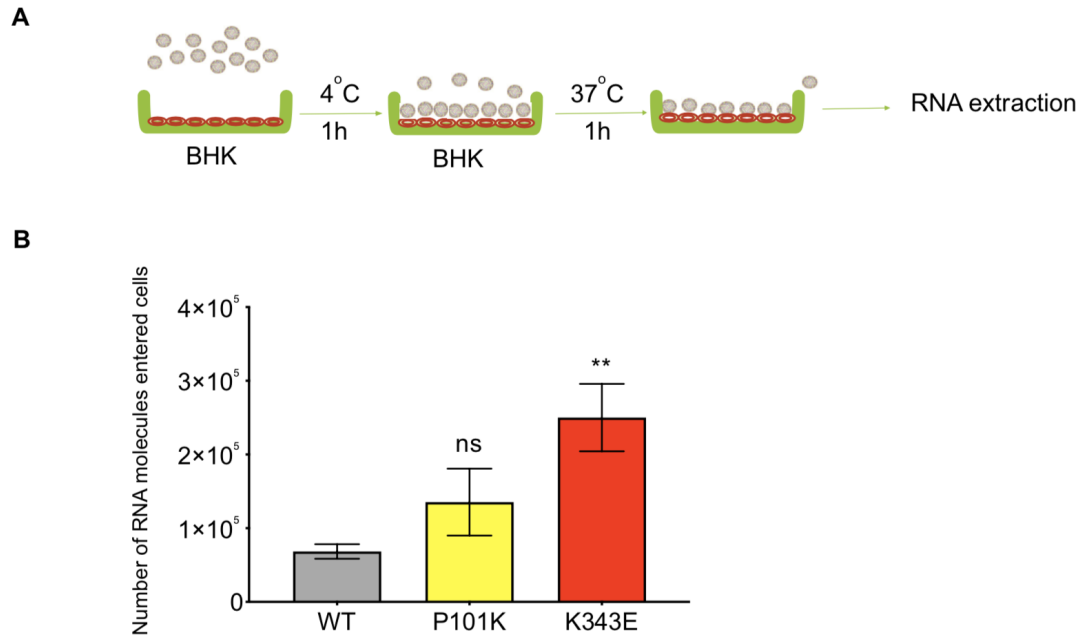 A
4°C
1h
37°C
1h
RNA extraction
BHK
BHK
B
Number of RNA molecules entered cells
4×10⁵
3×10⁵
2×10⁵
1×10⁵
0
ns
**
WT
P101K
K343E